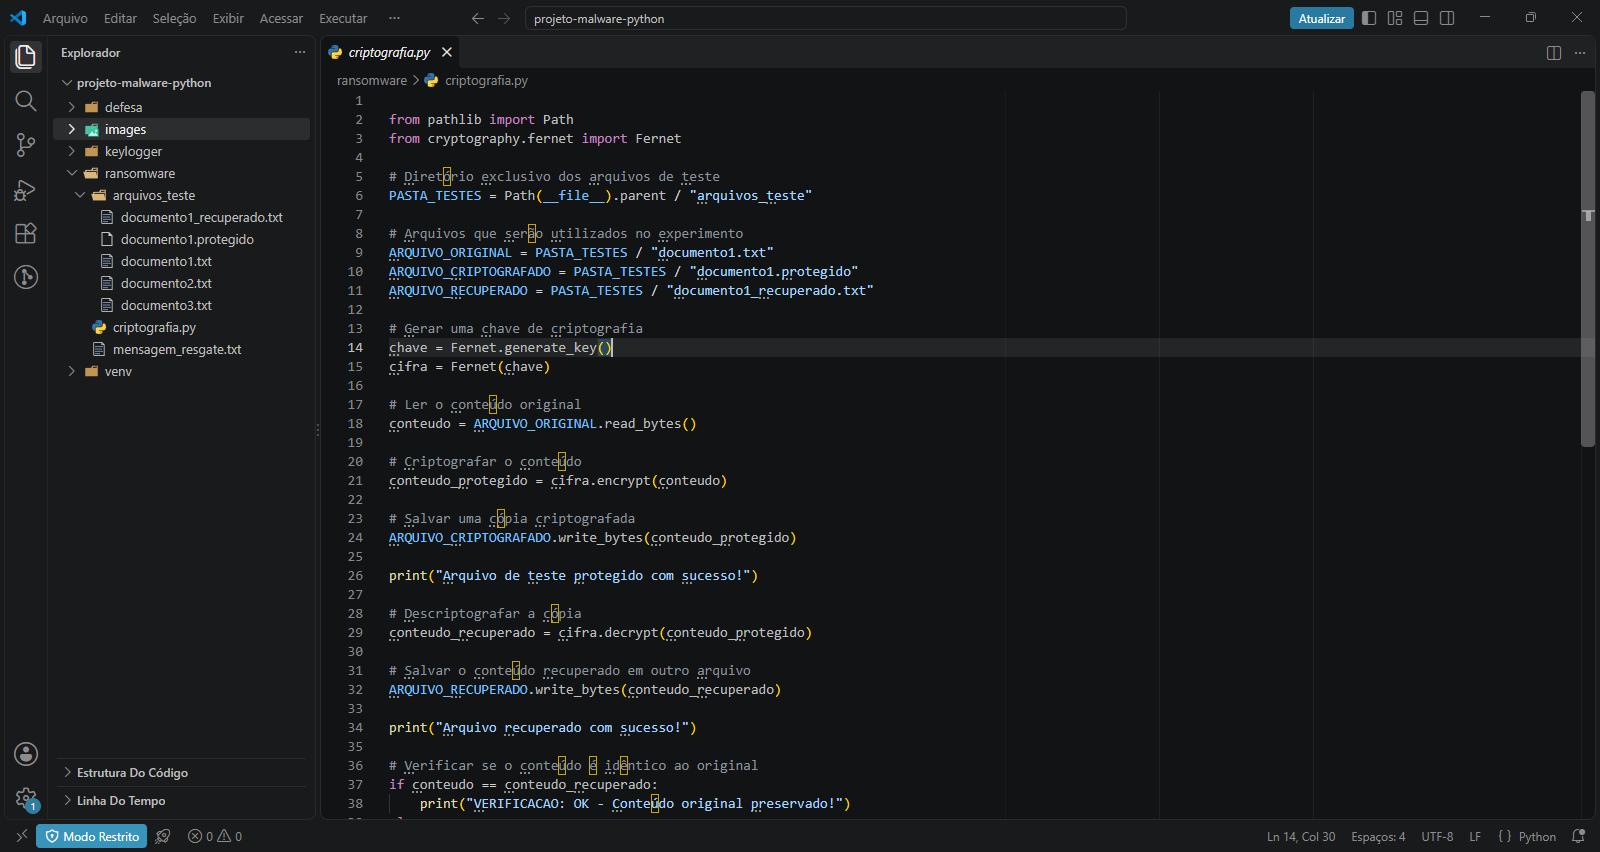 Arquivo Editar Seleção Exibir Acessar Executar ···
projeto-malware-python
Atualizar
Explorador
projeto-malware-python
defesa
images
keylogger
ransomware
arquivos_teste
documento1_recuperado.txt
documento1.protegido
documento1.txt
documento2.txt
documento3.txt
criptografia.py
mensagem_resgate.txt
venv
Estrutura Do Código
Linha Do Tempo
1
criptografia.py
ransomware > criptografia.py
1
2 from pathlib import Path
3 from cryptography.fernet import Fernet
4
5 # Diretório exclusivo dos arquivos de teste
6 PASTA_TESTES = Path(__file__).parent / "arquivos_teste"
7
8 # Arquivos que serão utilizados no experimento
9 ARQUIVO_ORIGINAL = PASTA_TESTES / "documento1.txt"
10 ARQUIVO_CRIPTOGRAFADO = PASTA_TESTES / "documento1.protegido"
11 ARQUIVO_RECUPERADO = PASTA_TESTES / "documento1_recuperado.txt"
12
13 # Gerar uma chave de criptografia
14 chave = Fernet.generate_key()
15 cifra = Fernet(chave)
16
17 # Ler o conteúdo original
18 conteudo = ARQUIVO_ORIGINAL.read_bytes()
19
20 # Criptografar o conteúdo
21 conteudo_protegido = cifra.encrypt(conteudo)
22
23 # Salvar uma cópia criptografada
24 ARQUIVO_CRIPTOGRAFADO.write_bytes(conteudo_protegido)
25
26 print("Arquivo de teste protegido com sucesso!")
27
28 # Descriptografar a cópia
29 conteudo_recuperado = cifra.decrypt(conteudo_protegido)
30
31 # Salvar o conteúdo recuperado em outro arquivo
32 ARQUIVO_RECUPERADO.write_bytes(conteudo_recuperado)
33
34 print("Arquivo recuperado com sucesso!")
35
36 # Verificar se o conteúdo é idêntico ao original
37 if conteudo == conteudo_recuperado:
38 print("VERIFICACAO: OK - Conteúdo original preservado!")
Modo Restrito 0 0 Ln 14, Col 30 Espaços: 4 UTF-8 LF { } Python